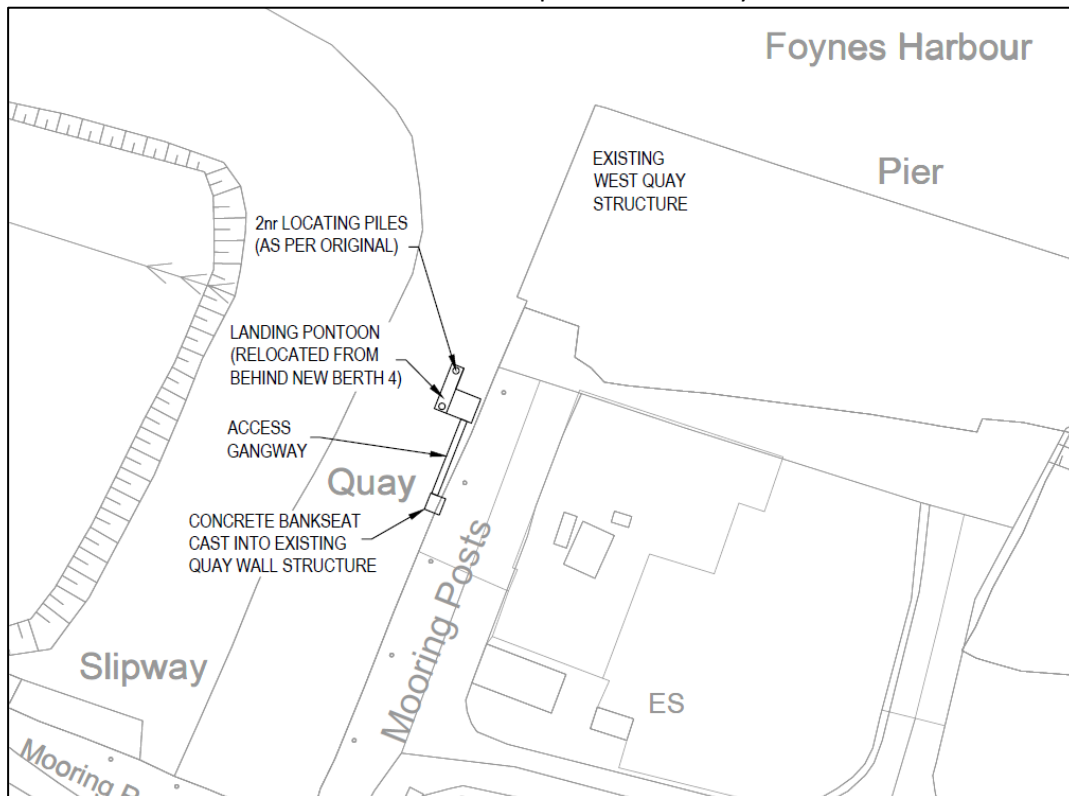 Foynes Harbour
EXISTING
WEST QUAY
STRUCTURE
Pier
2nr LOCATING PILES
(AS PER ORIGINAL)
LANDING PONTOON
(RELOCATED FROM
BEHIND NEW BERTH 4)
ACCESS
GANGWAY
Quay
CONCRETE BANKSEAT
CAST INTO EXISTING
QUAY WALL STRUCTURE
Mooring Posts
Slipway
ES
Mooring